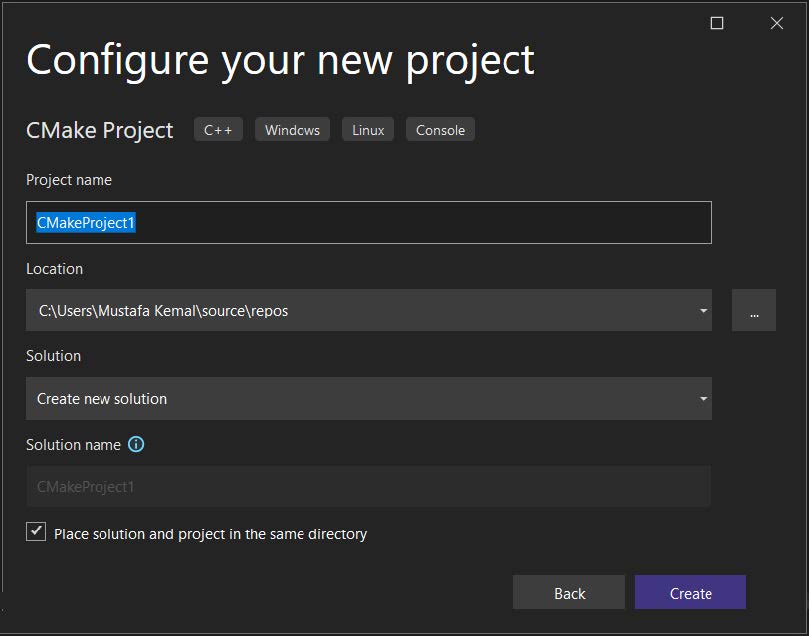 Configure your new project
CMake Project C++ Windows Linux Console
Project name
CMakeProject1
Location
C:\Users\Mustafa Kemal\source\repos
...
Solution
Create new solution
Solution name
CMakeProject1
Place solution and project in the same directory
Back Create